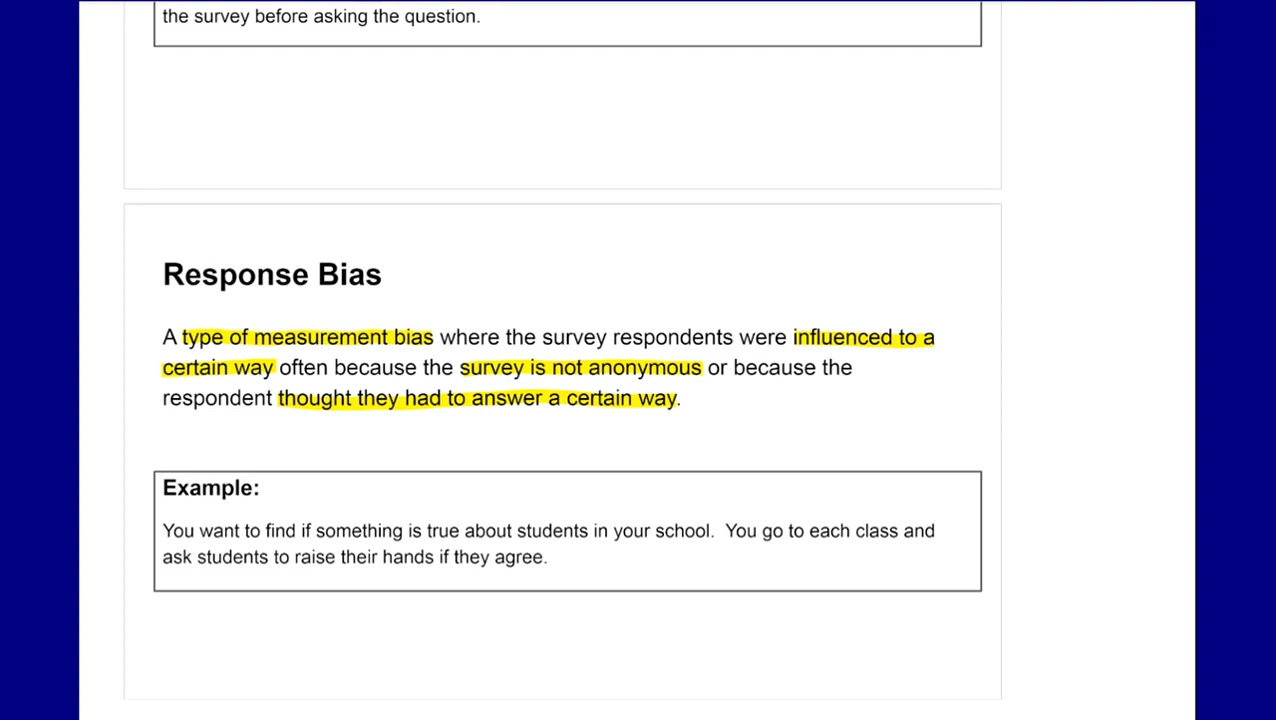 the survey before asking the question.
Response Bias
A type of measurement bias where the survey respondents were influenced to a
certain way often because the survey is not anonymous or because the
respondent thought they had to answer a certain way.
Example:
You want to find if something is true about students in your school.  You go to each class and
ask students to raise their hands if they agree.